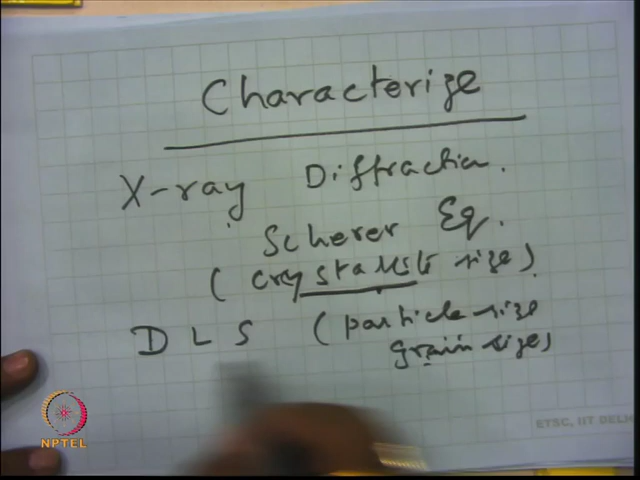 Characterize
X-ray Diffraction.
Scherer Eq.
(crystallite size).
DLS (particle size
grain size)
ETSC, IIT DELHI
NPTEL